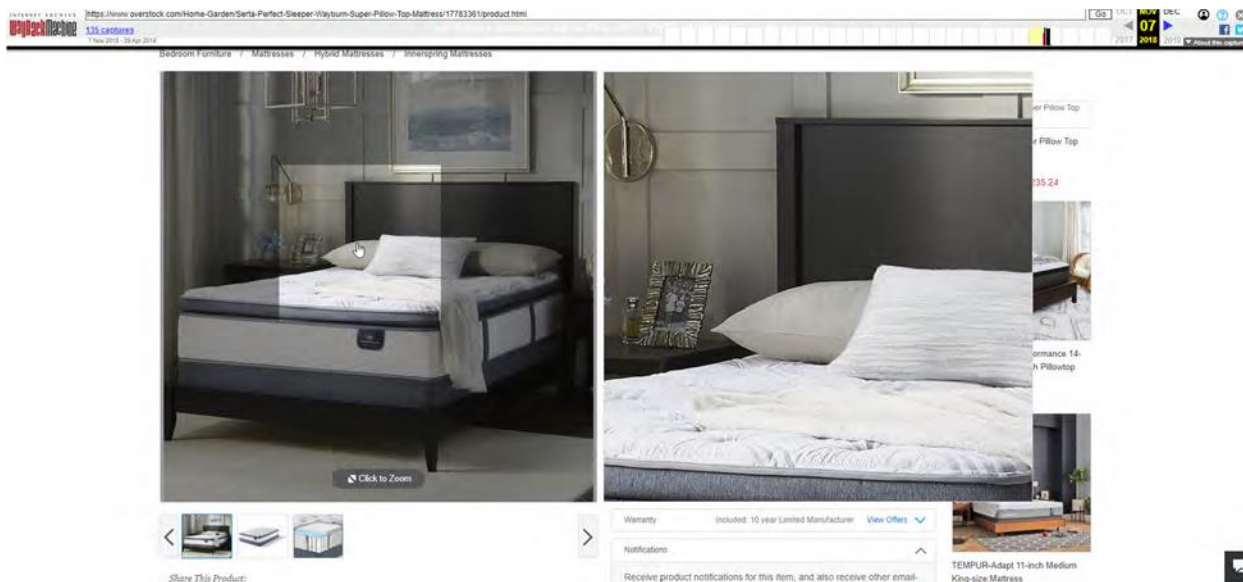 INTERNET ARCHIVE
WayBackMachine
https://www.overstock.com/Home-Garden/Serta-Perfect-Sleeper-Wayburn-Super-Pillow-Top-Mattress/17783361/product.html
Go
OCT NOV DEC
135 captures
07
2017 2018 2019
About this capture
Bedroom Furniture / Mattresses / Hybrid Mattresses / Innerspring Mattresses
er Pillow Top
r Pillow Top
235.24
ormance 14-
h Pillowtop
Click to Zoom
Warranty Included: 10 year Limited Manufacturer View Offers
Notifications
Receive product notifications for this item, and also receive other email-
TEMPUR-Adapt 11-inch Medium
King-size Mattress
Share This Product: